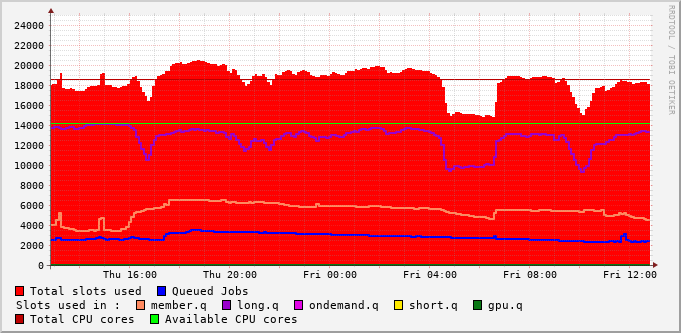 RRDTOOL / TOBI OETIKER
24000
22000
20000
18000
16000
14000
12000
10000
8000
6000
4000
2000
0
Thu 16:00 Thu 20:00 Fri 00:00 Fri 04:00 Fri 08:00 Fri 12:00
Total slots used Queued Jobs
Slots used in : member.q long.q ondemand.q short.q gpu.q
Total CPU cores Available CPU cores